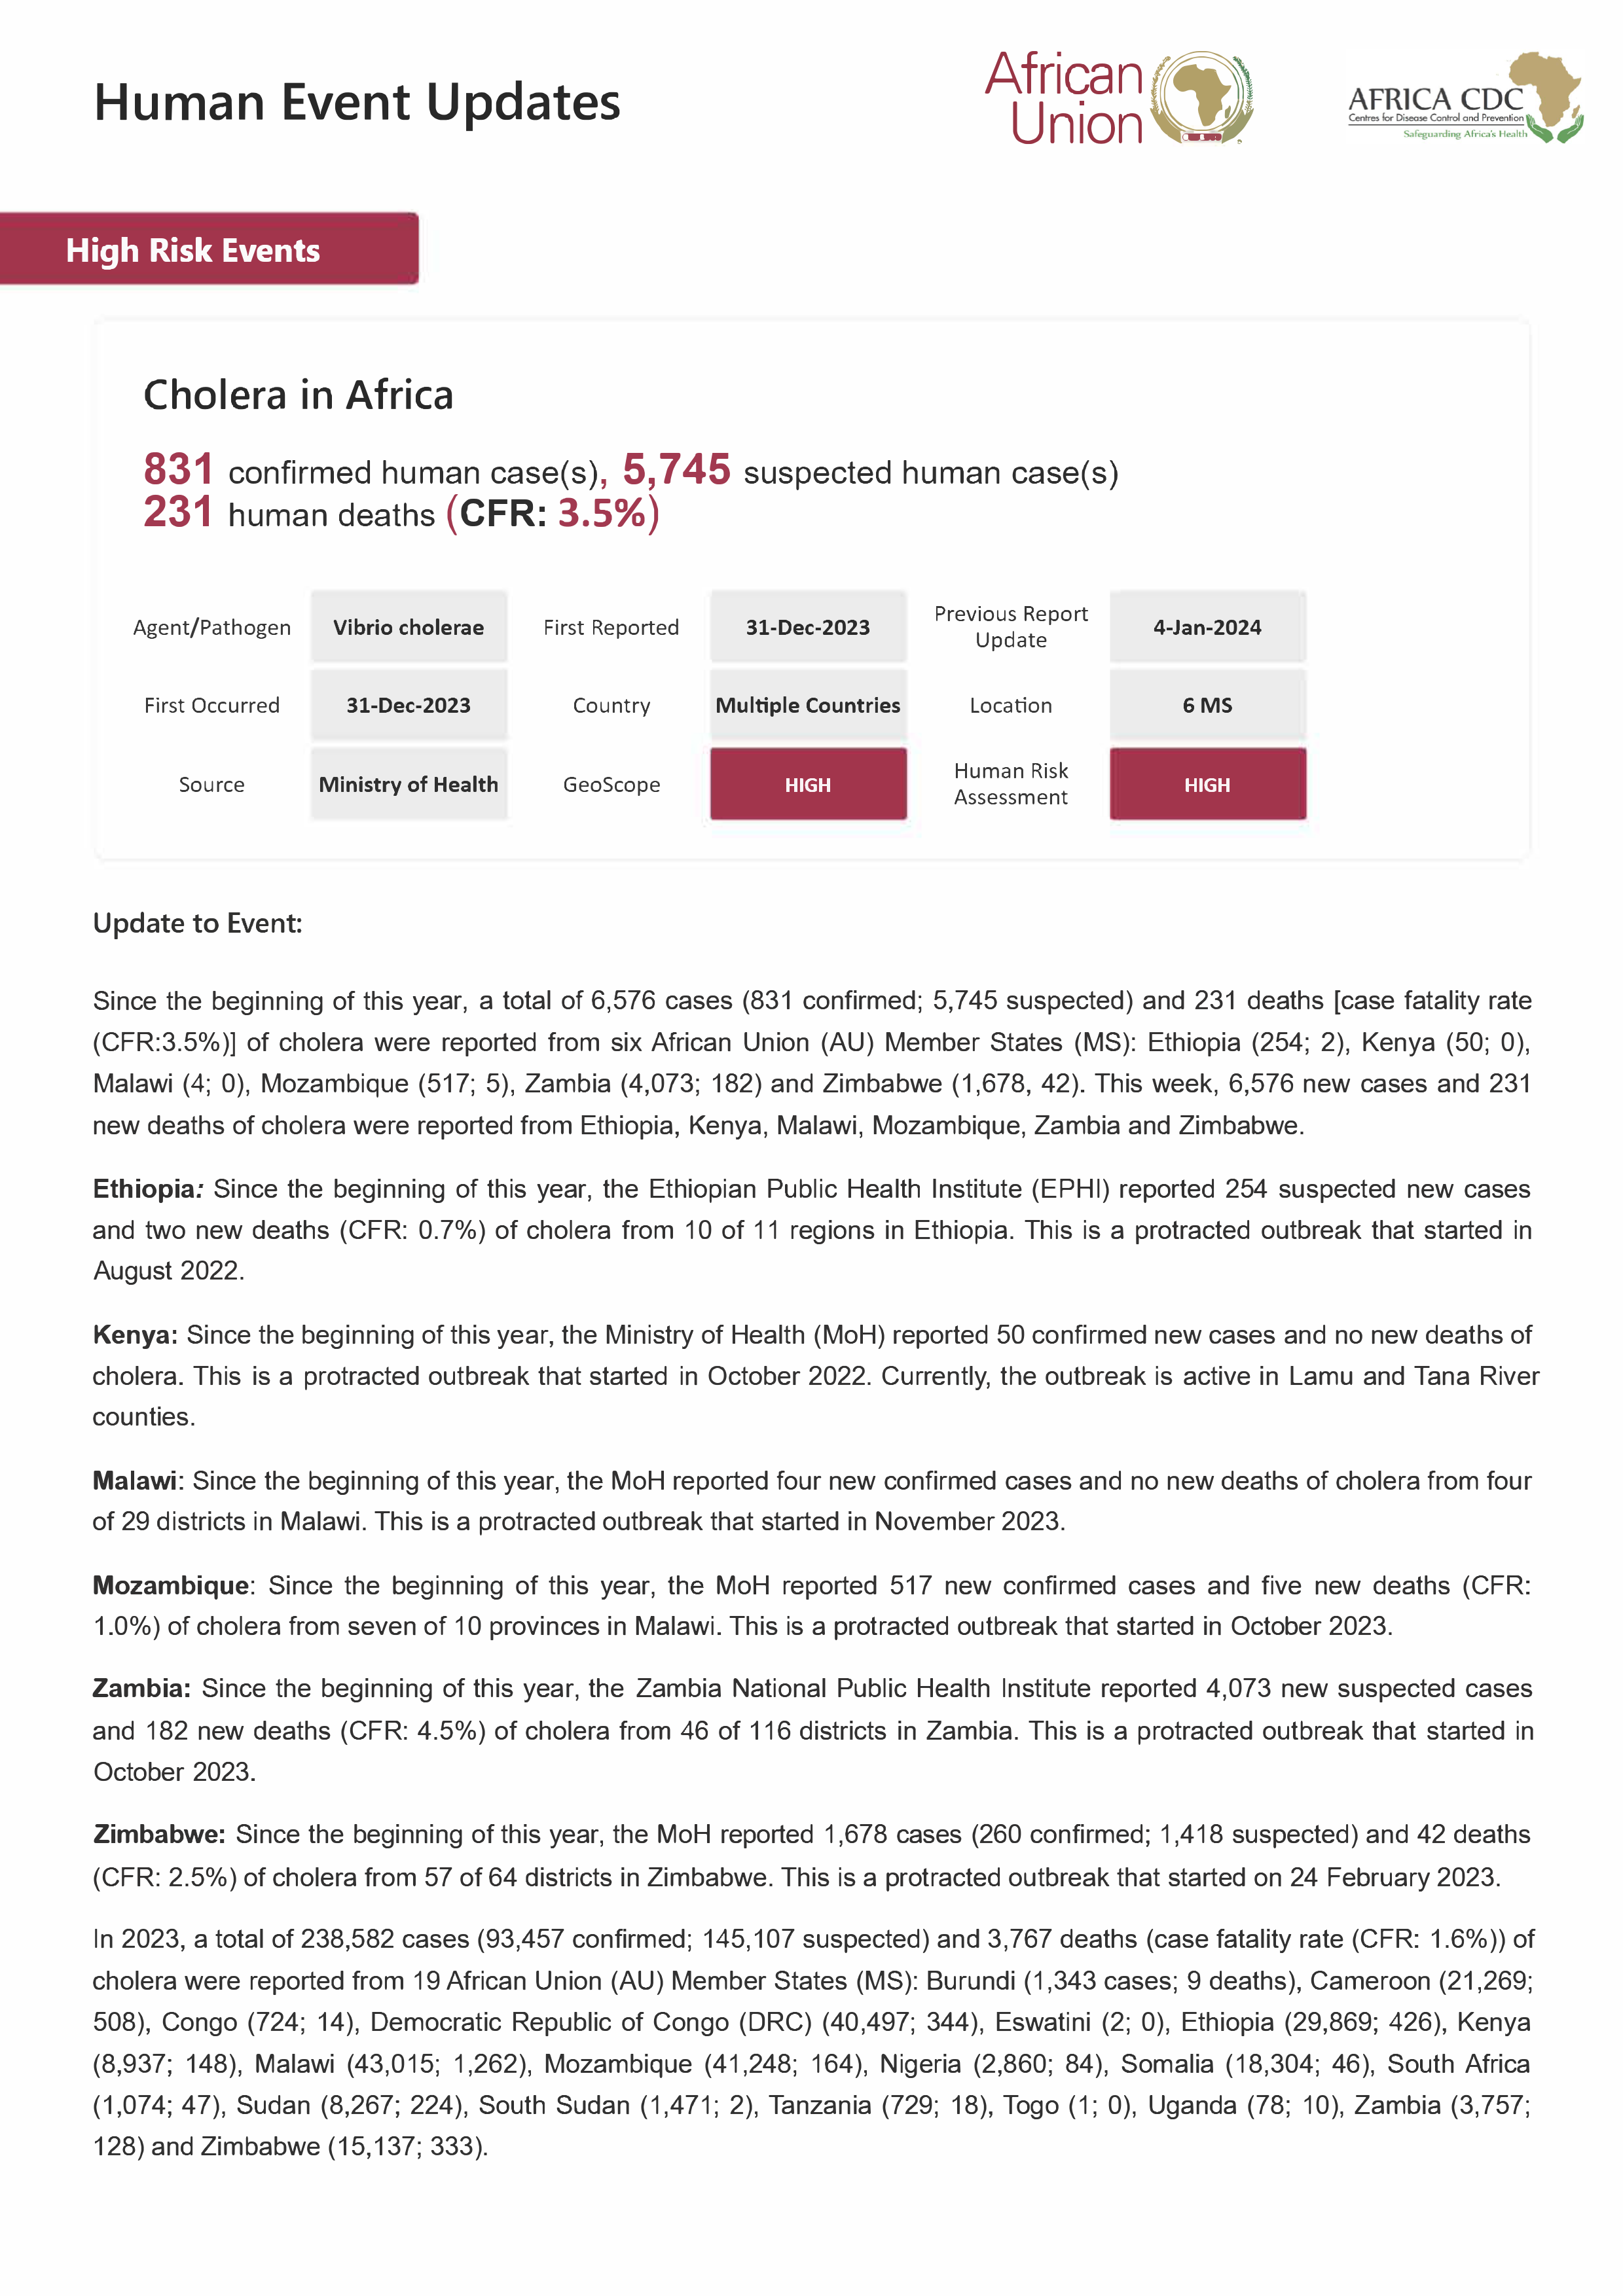 Human Event Updates
African
Union
AFRICA CDC
Centres for Disease Control and Prevention
Safeguarding Africa's Health
High Risk Events
Cholera in Africa
831 confirmed human case(s), 5,745 suspected human case(s)
231 human deaths (CFR: 3.5%)
Agent/Pathogen Vibrio cholerae First Reported 31-Dec-2023 Previous Report Update 4-Jan-2024
First Occurred 31-Dec-2023 Country Multiple Countries Location 6 MS
Source Ministry of Health GeoScope HIGH Human Risk Assessment HIGH
Update to Event:
Since the beginning of this year, a total of 6,576 cases (831 confirmed; 5,745 suspected) and 231 deaths [case fatality rate
(CFR:3.5%)] of cholera were reported from six African Union (AU) Member States (MS): Ethiopia (254; 2), Kenya (50; 0),
Malawi (4; 0), Mozambique (517; 5), Zambia (4,073; 182) and Zimbabwe (1,678, 42). This week, 6,576 new cases and 231
new deaths of cholera were reported from Ethiopia, Kenya, Malawi, Mozambique, Zambia and Zimbabwe.
Ethiopia: Since the beginning of this year, the Ethiopian Public Health Institute (EPHI) reported 254 suspected new cases
and two new deaths (CFR: 0.7%) of cholera from 10 of 11 regions in Ethiopia. This is a protracted outbreak that started in
August 2022.
Kenya: Since the beginning of this year, the Ministry of Health (MoH) reported 50 confirmed new cases and no new deaths of
cholera. This is a protracted outbreak that started in October 2022. Currently, the outbreak is active in Lamu and Tana River
counties.
Malawi: Since the beginning of this year, the MoH reported four new confirmed cases and no new deaths of cholera from four
of 29 districts in Malawi. This is a protracted outbreak that started in November 2023.
Mozambique: Since the beginning of this year, the MoH reported 517 new confirmed cases and five new deaths (CFR:
1.0%) of cholera from seven of 10 provinces in Malawi. This is a protracted outbreak that started in October 2023.
Zambia: Since the beginning of this year, the Zambia National Public Health Institute reported 4,073 new suspected cases
and 182 new deaths (CFR: 4.5%) of cholera from 46 of 116 districts in Zambia. This is a protracted outbreak that started in
October 2023.
Zimbabwe: Since the beginning of this year, the MoH reported 1,678 cases (260 confirmed; 1,418 suspected) and 42 deaths
(CFR: 2.5%) of cholera from 57 of 64 districts in Zimbabwe. This is a protracted outbreak that started on 24 February 2023.
In 2023, a total of 238,582 cases (93,457 confirmed; 145,107 suspected) and 3,767 deaths (case fatality rate (CFR: 1.6%)) of
cholera were reported from 19 African Union (AU) Member States (MS): Burundi (1,343 cases; 9 deaths), Cameroon (21,269;
508), Congo (724; 14), Democratic Republic of Congo (DRC) (40,497; 344), Eswatini (2; 0), Ethiopia (29,869; 426), Kenya
(8,937; 148), Malawi (43,015; 1,262), Mozambique (41,248; 164), Nigeria (2,860; 84), Somalia (18,304; 46), South Africa
(1,074; 47), Sudan (8,267; 224), South Sudan (1,471; 2), Tanzania (729; 18), Togo (1; 0), Uganda (78; 10), Zambia (3,757;
128) and Zimbabwe (15,137; 333).